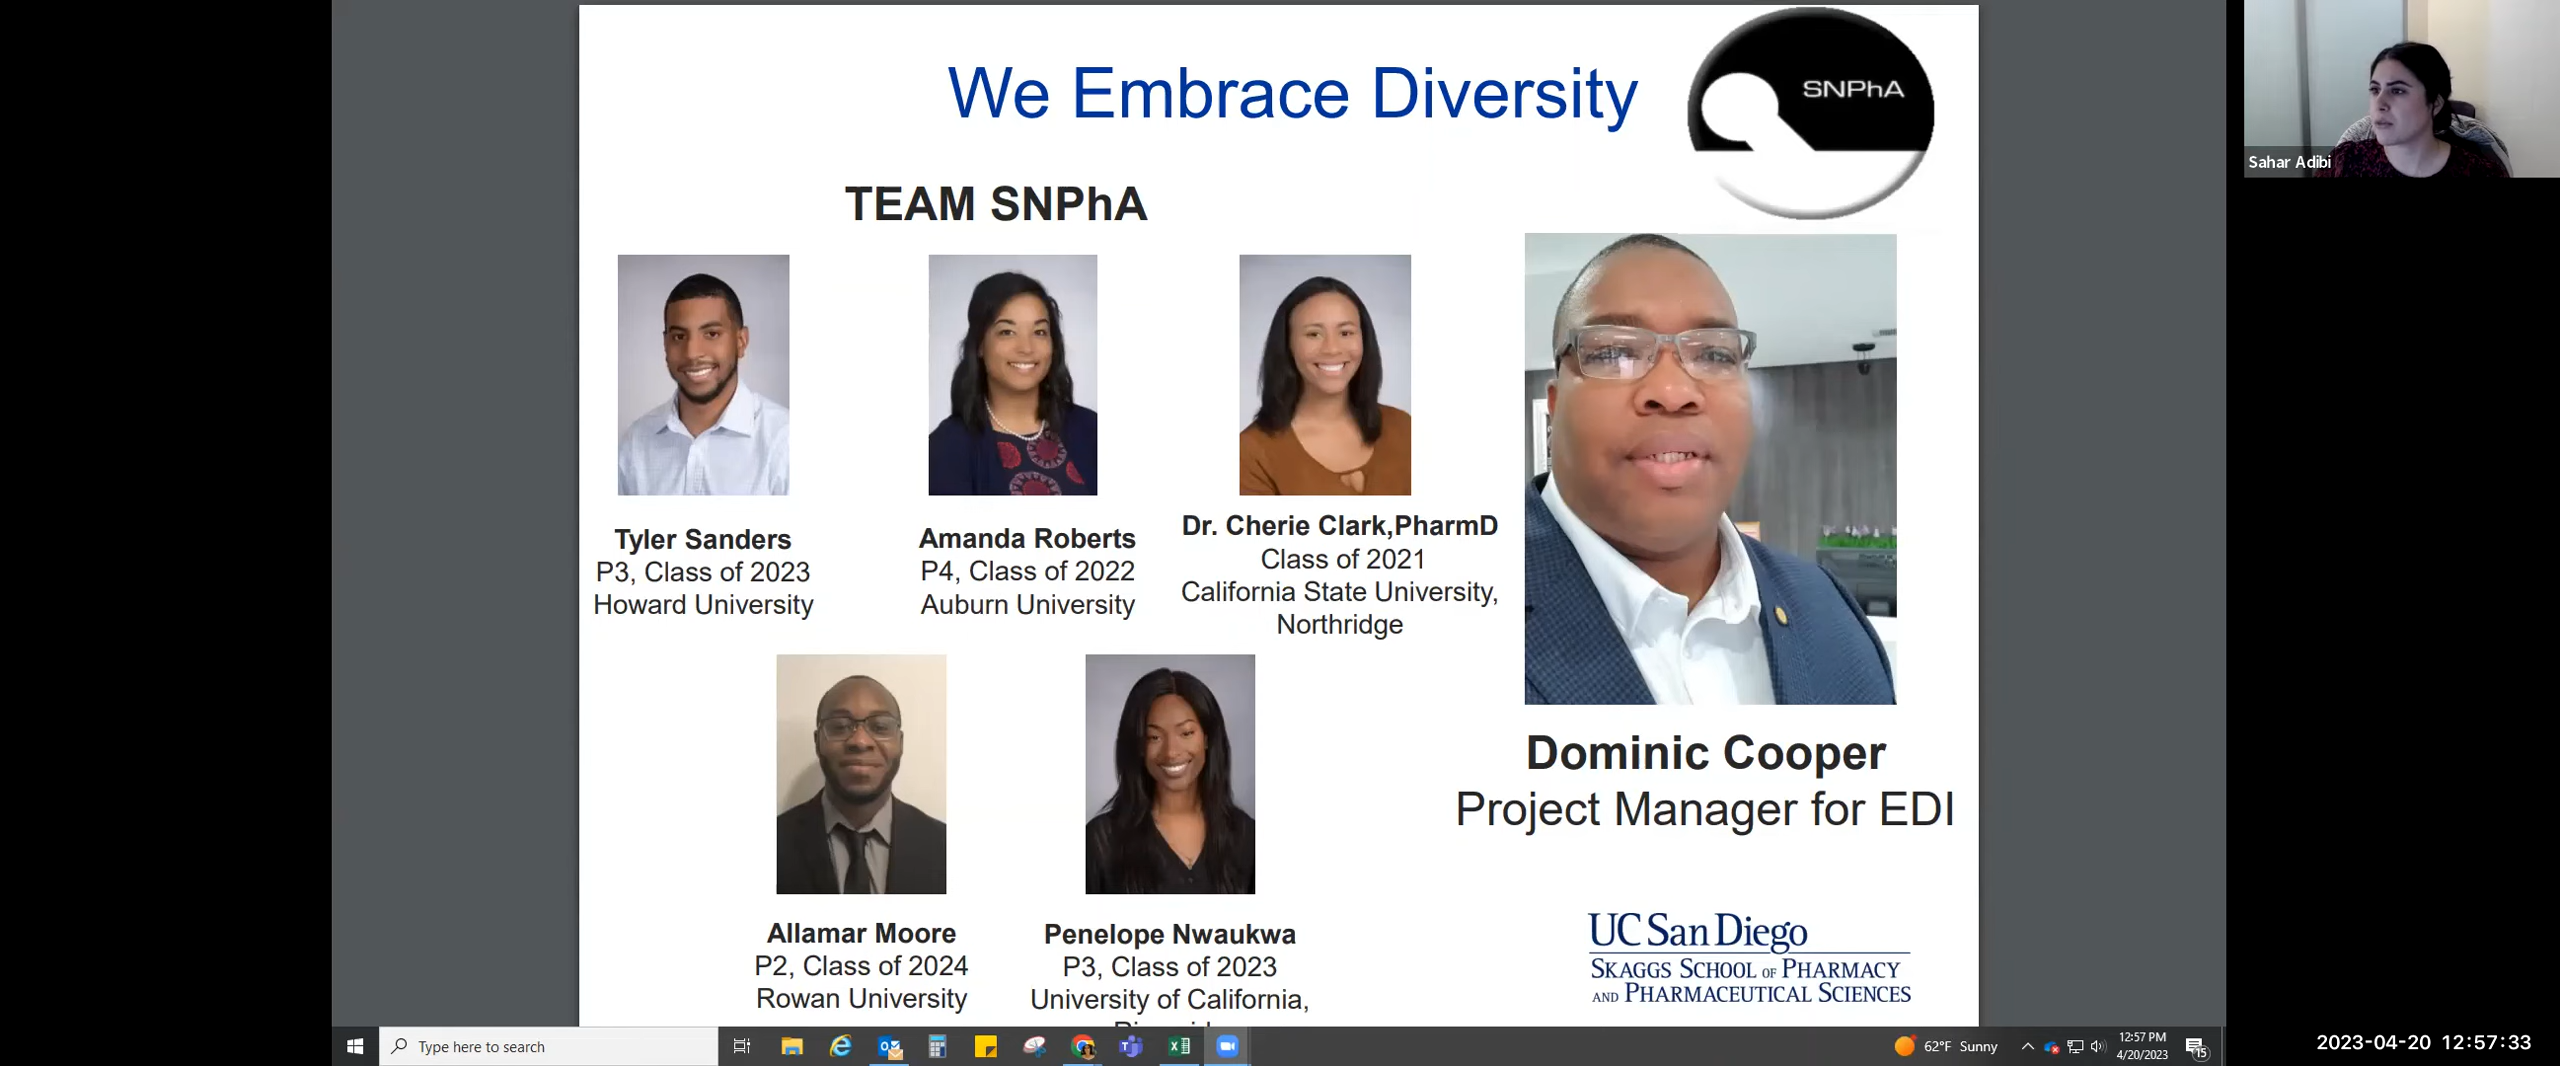 We Embrace Diversity
SNPhA
TEAM SNPhA
Sahar Adibi
Tyler Sanders
P3, Class of 2023
Howard University
Amanda Roberts
P4, Class of 2022
Auburn University
Dr. Cherie Clark,PharmD
Class of 2021
California State University,
Northridge
Dominic Cooper
Project Manager for EDI
Allamar Moore
P2, Class of 2024
Rowan University
Penelope Nwaukwa
P3, Class of 2023
University of California,
UC San Diego
SKAGGS SCHOOL OF PHARMACY
AND PHARMACEUTICAL SCIENCES
Type here to search
62°F Sunny
12:57 PM
4/20/2023
15
2023-04-20 12:57:33